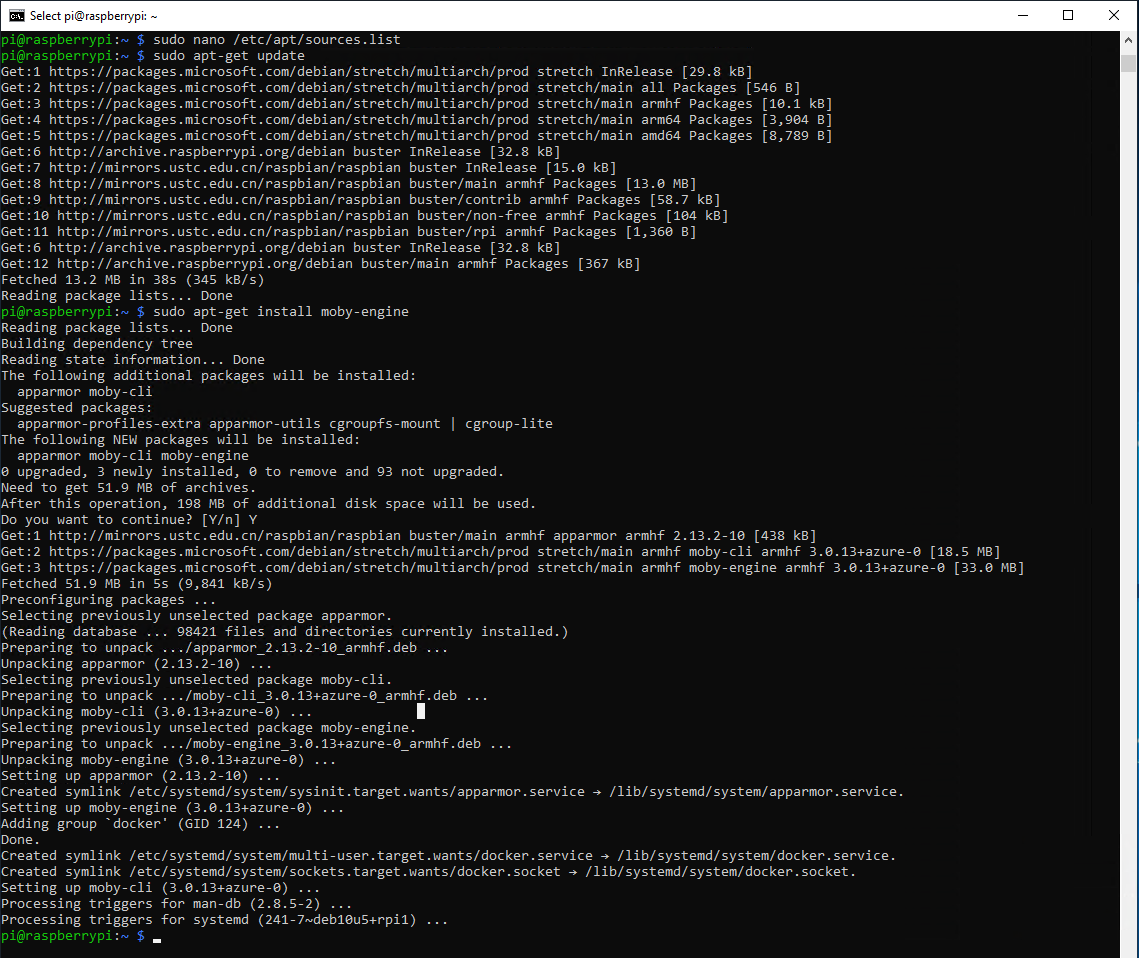 Select pi@raspberrypi: ~
pi@raspberrypi:~ $ sudo nano /etc/apt/sources.list
pi@raspberrypi:~ $ sudo apt-get update
Get:1 https://packages.microsoft.com/debian/stretch/multiarch/prod stretch InRelease [29.8 kB]
Get:2 https://packages.microsoft.com/debian/stretch/multiarch/prod stretch/main all Packages [546 B]
Get:3 https://packages.microsoft.com/debian/stretch/multiarch/prod stretch/main armhf Packages [10.1 kB]
Get:4 https://packages.microsoft.com/debian/stretch/multiarch/prod stretch/main arm64 Packages [3,904 B]
Get:5 https://packages.microsoft.com/debian/stretch/multiarch/prod stretch/main amd64 Packages [8,789 B]
Get:6 http://archive.raspberrypi.org/debian buster InRelease [32.8 kB]
Get:7 http://mirrors.ustc.edu.cn/raspbian/raspbian buster InRelease [15.0 kB]
Get:8 http://mirrors.ustc.edu.cn/raspbian/raspbian buster/main armhf Packages [13.0 MB]
Get:9 http://mirrors.ustc.edu.cn/raspbian/raspbian buster/contrib armhf Packages [58.7 kB]
Get:10 http://mirrors.ustc.edu.cn/raspbian/raspbian buster/non-free armhf Packages [104 kB]
Get:11 http://mirrors.ustc.edu.cn/raspbian/raspbian buster/rpi armhf Packages [1,360 B]
Get:6 http://archive.raspberrypi.org/debian buster InRelease [32.8 kB]
Get:12 http://archive.raspberrypi.org/debian buster/main armhf Packages [367 kB]
Fetched 13.2 MB in 38s (345 kB/s)
Reading package lists... Done
pi@raspberrypi:~ $ sudo apt-get install moby-engine
Reading package lists... Done
Building dependency tree
Reading state information... Done
The following additional packages will be installed:
  apparmor moby-cli
Suggested packages:
  apparmor-profiles-extra apparmor-utils cgroupfs-mount | cgroup-lite
The following NEW packages will be installed:
  apparmor moby-cli moby-engine
0 upgraded, 3 newly installed, 0 to remove and 93 not upgraded.
Need to get 51.9 MB of archives.
After this operation, 198 MB of additional disk space will be used.
Do you want to continue? [Y/n] Y
Get:1 http://mirrors.ustc.edu.cn/raspbian/raspbian buster/main armhf apparmor armhf 2.13.2-10 [438 kB]
Get:2 https://packages.microsoft.com/debian/stretch/multiarch/prod stretch/main armhf moby-cli armhf 3.0.13+azure-0 [18.5 MB]
Get:3 https://packages.microsoft.com/debian/stretch/multiarch/prod stretch/main armhf moby-engine armhf 3.0.13+azure-0 [33.0 MB]
Fetched 51.9 MB in 5s (9,841 kB/s)
Preconfiguring packages ...
Selecting previously unselected package apparmor.
(Reading database ... 98421 files and directories currently installed.)
Preparing to unpack .../apparmor_2.13.2-10_armhf.deb ...
Unpacking apparmor (2.13.2-10) ...
Selecting previously unselected package moby-cli.
Preparing to unpack .../moby-cli_3.0.13+azure-0_armhf.deb ...
Unpacking moby-cli (3.0.13+azure-0) ...
Selecting previously unselected package moby-engine.
Preparing to unpack .../moby-engine_3.0.13+azure-0_armhf.deb ...
Unpacking moby-engine (3.0.13+azure-0) ...
Setting up apparmor (2.13.2-10) ...
Created symlink /etc/systemd/system/sysinit.target.wants/apparmor.service → /lib/systemd/system/apparmor.service.
Setting up moby-engine (3.0.13+azure-0) ...
Adding group `docker' (GID 124) ...
Done.
Created symlink /etc/systemd/system/multi-user.target.wants/docker.service → /lib/systemd/system/docker.service.
Created symlink /etc/systemd/system/sockets.target.wants/docker.socket → /lib/systemd/system/docker.socket.
Setting up moby-cli (3.0.13+azure-0) ...
Processing triggers for man-db (2.8.5-2) ...
Processing triggers for systemd (241-7~deb10u5+rpi1) ...
pi@raspberrypi:~ $